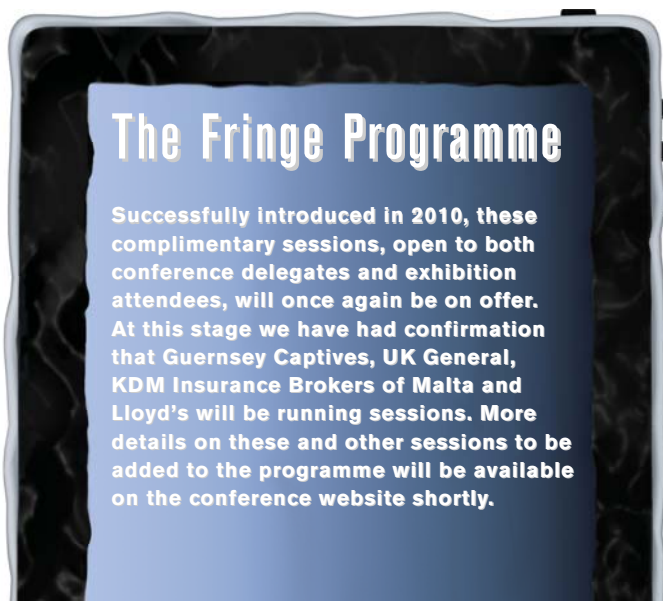 The Fringe Programme
Successfully introduced in 2010, these
complimentary sessions, open to both
conference delegates and exhibition
attendees, will once again be on offer.
At this stage we have had confirmation
that Guernsey Captives, UK General,
KDM Insurance Brokers of Malta and
Lloyd's will be running sessions. More
details on these and other sessions to be
added to the programme will be available
on the conference website shortly.